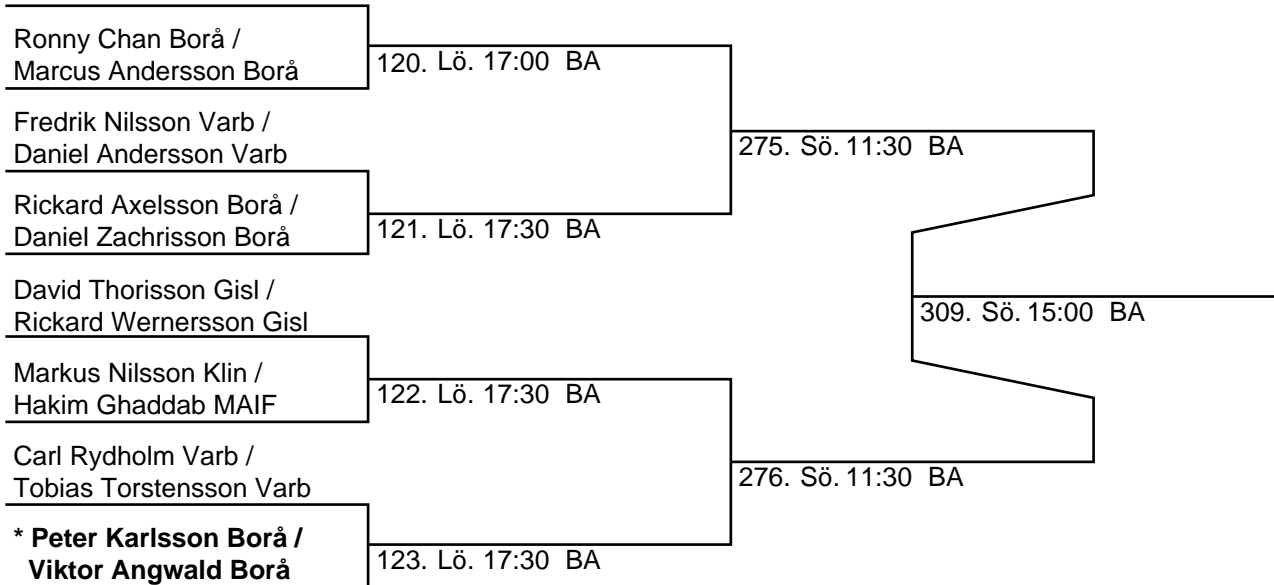 Ronny Chan Borå /
Marcus Andersson Borå
120. Lö. 17:00 BA
Fredrik Nilsson Varb /
Daniel Andersson Varb
275. Sö. 11:30 BA
Rickard Axelsson Borå /
Daniel Zachrisson Borå
121. Lö. 17:30 BA
David Thorisson Gisl /
Rickard Wernersson Gisl
309. Sö. 15:00 BA
Markus Nilsson Klin /
Hakim Ghaddab MAIF
122. Lö. 17:30 BA
Carl Rydholm Varb /
Tobias Torstensson Varb
276. Sö. 11:30 BA
* Peter Karlsson Borå /
Viktor Angwald Borå
123. Lö. 17:30 BA